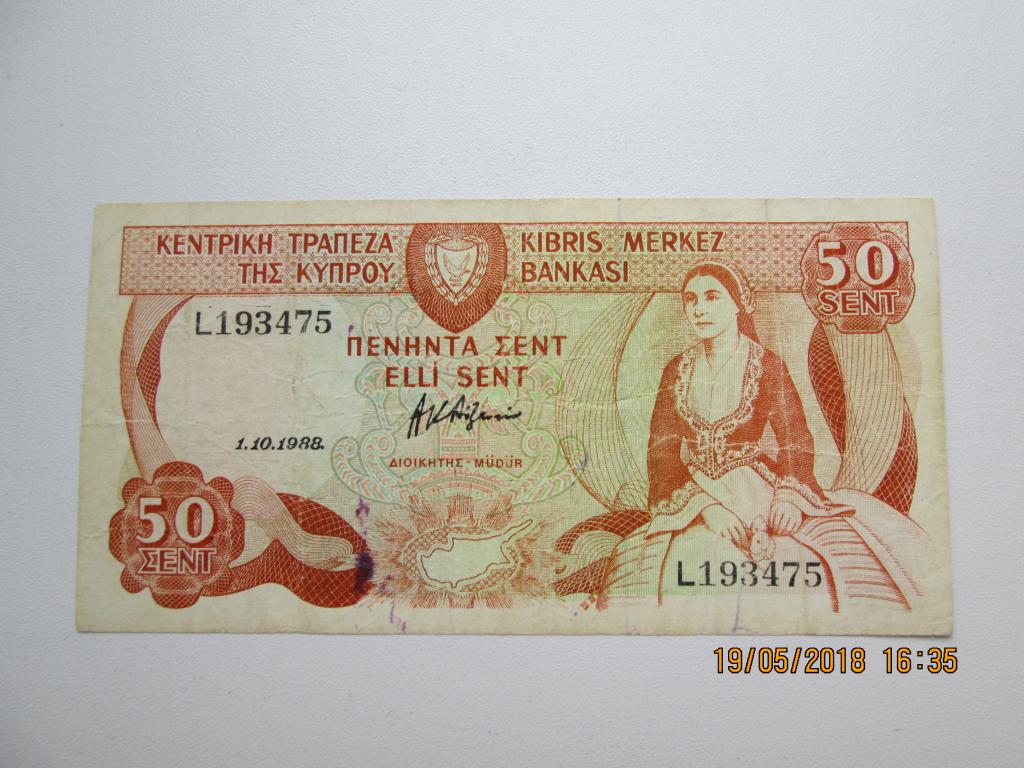 ΚΕΝΤΡΙΚΗ ΤΡΑΠΕΖΑ
ΤΗΣ ΚΥΠΡΟΥ
KIBRIS MERKEZ
BANKASI
50
SENT
L193475
ΠΕΝΗΝΤΑ ΣΕΝΤ
ELLİ SENT
1.10.1988.
ΔΙΟΙΚΗΤΗΣ - MÜDÜR
50
ΣΕΝΤ
L193475
19/05/2018 16:35